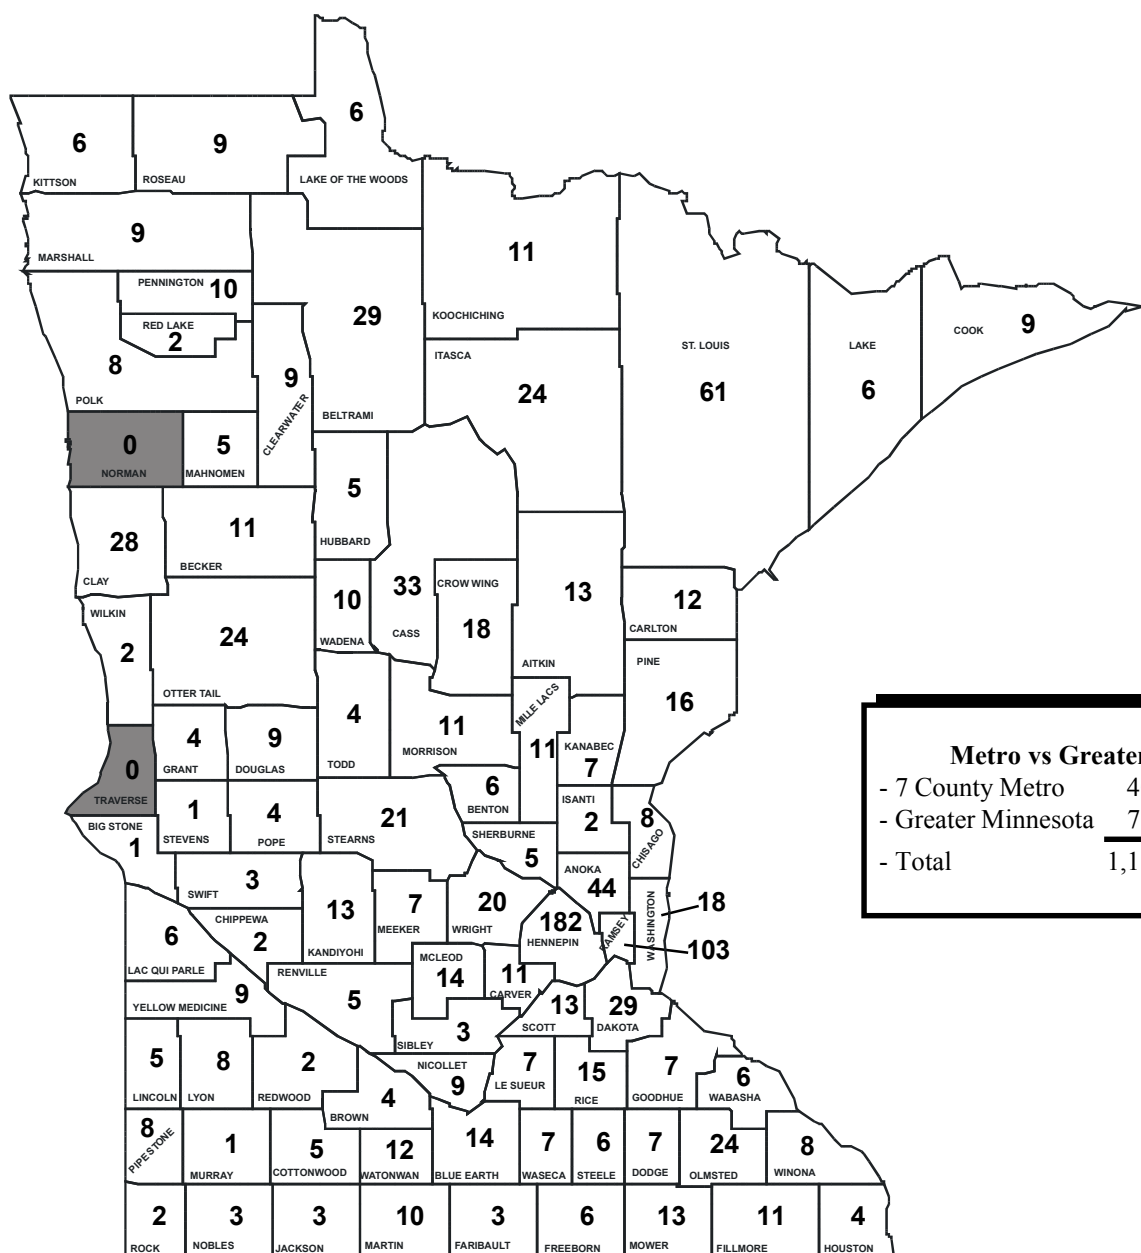 6
6
9
KITTSON
ROSEAU
LAKE OF THE WOODS
9
MARSHALL
11
KOOCHICHING
PENNINGTON 10
RED LAKE
2
29
BELTRAMI
8
POLK
9
CLEARWATER
ITASCA
24
ST. LOUIS
61
LAKE
6
COOK
9
0
NORMAN
5
MAHNOMEN
5
HUBBARD
28
CLAY
11
BECKER
33
CASS
CROW WING
18
13
AITKIN
12
CARLTON
WILKIN
2
24
OTTER TAIL
10
WADENA
PINE
16
4
TODD
11
MORRISON
MILLE LACS
11
KANABEC
7
4
GRANT
9
DOUGLAS
0
TRAVERSE
Metro vs Greater
- 7 County Metro 4
- Greater Minnesota 7
- Total 1,1
6
BENTON
ISANTI
2
8
CHISAGO
BIG STONE
1
1
STEVENS
4
POPE
21
STEARNS
SHERBURNE
5
ANOKA
44
3
SWIFT
13
KANDIYOHI
7
MEEKER
20
WRIGHT
182
HENNEPIN
RAMSEY
103
WASHINGTON
18
CHIPPEWA
2
6
LAC QUI PARLE
RENVILLE
5
MCLEOD
14
11
CARVER
9
YELLOW MEDICINE
3
SIBLEY
13
SCOTT
29
DAKOTA
5
LINCOLN
8
LYON
2
REDWOOD
NICOLLET
9
7
LE SUEUR
15
RICE
7
GOODHUE
6
WABASHA
4
BROWN
8
PIPESTONE
1
MURRAY
5
COTTONWOOD
12
WATONWAN
14
BLUE EARTH
7
WASECA
6
STEELE
7
DODGE
24
OLMSTED
8
WINONA
2
ROCK
3
NOBLES
3
JACKSON
10
MARTIN
3
FARIBAULT
6
FREEBORN
13
MOWER
11
FILLMORE
4
HOUSTON